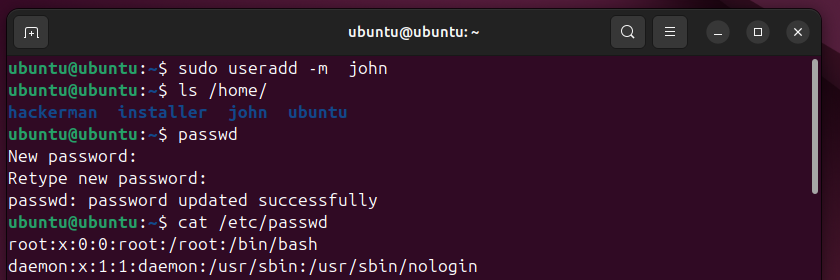 ubuntu@ubuntu: ~
ubuntu@ubuntu:~$ sudo useradd -m  john
ubuntu@ubuntu:~$ ls /home/
hackerman  installer  john  ubuntu
ubuntu@ubuntu:~$ passwd
New password:
Retype new password:
passwd: password updated successfully
ubuntu@ubuntu:~$ cat /etc/passwd
root:x:0:0:root:/root:/bin/bash
daemon:x:1:1:daemon:/usr/sbin:/usr/sbin/nologin